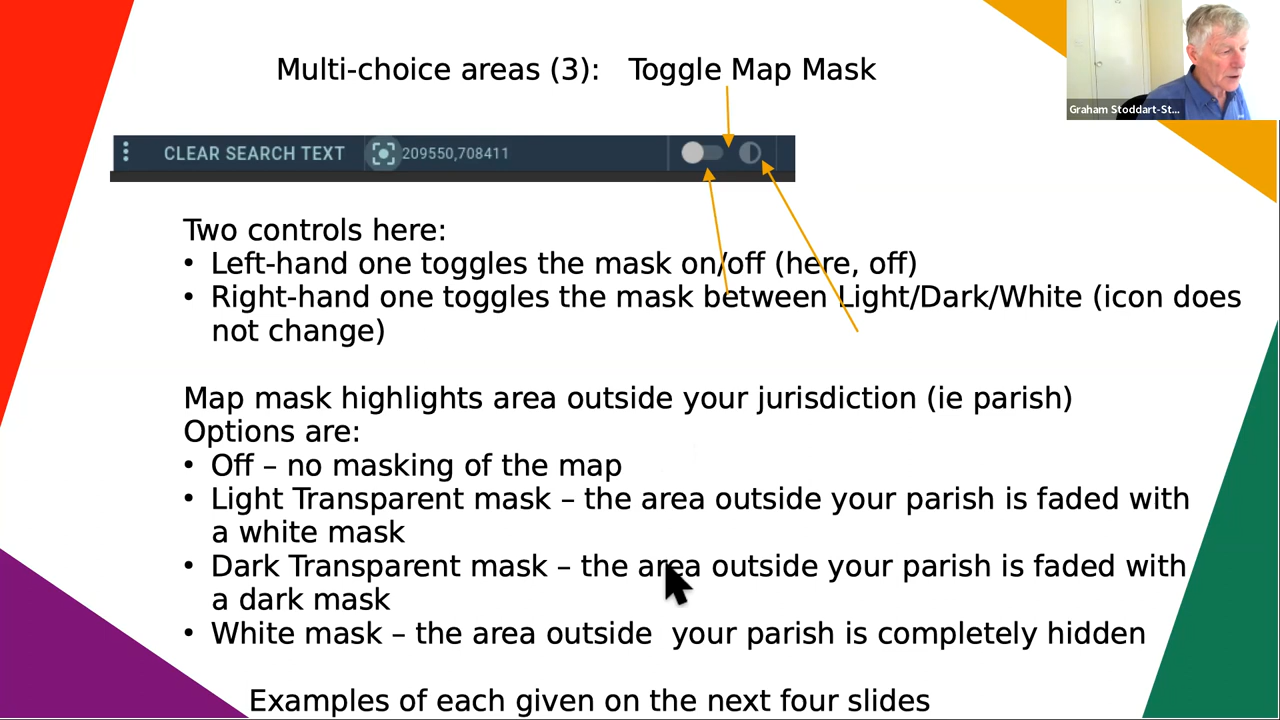 Multi-choice areas (3):   Toggle Map Mask
Graham Stoddart-St...
CLEAR SEARCH TEXT 209550,708411
Two controls here:
• Left-hand one toggles the mask on/off (here, off)
• Right-hand one toggles the mask between Light/Dark/White (icon does
not change)
Map mask highlights area outside your jurisdiction (ie parish)
Options are:
• Off – no masking of the map
• Light Transparent mask – the area outside your parish is faded with
a white mask
• Dark Transparent mask – the area outside your parish is faded with
a dark mask
• White mask – the area outside  your parish is completely hidden
Examples of each given on the next four slides